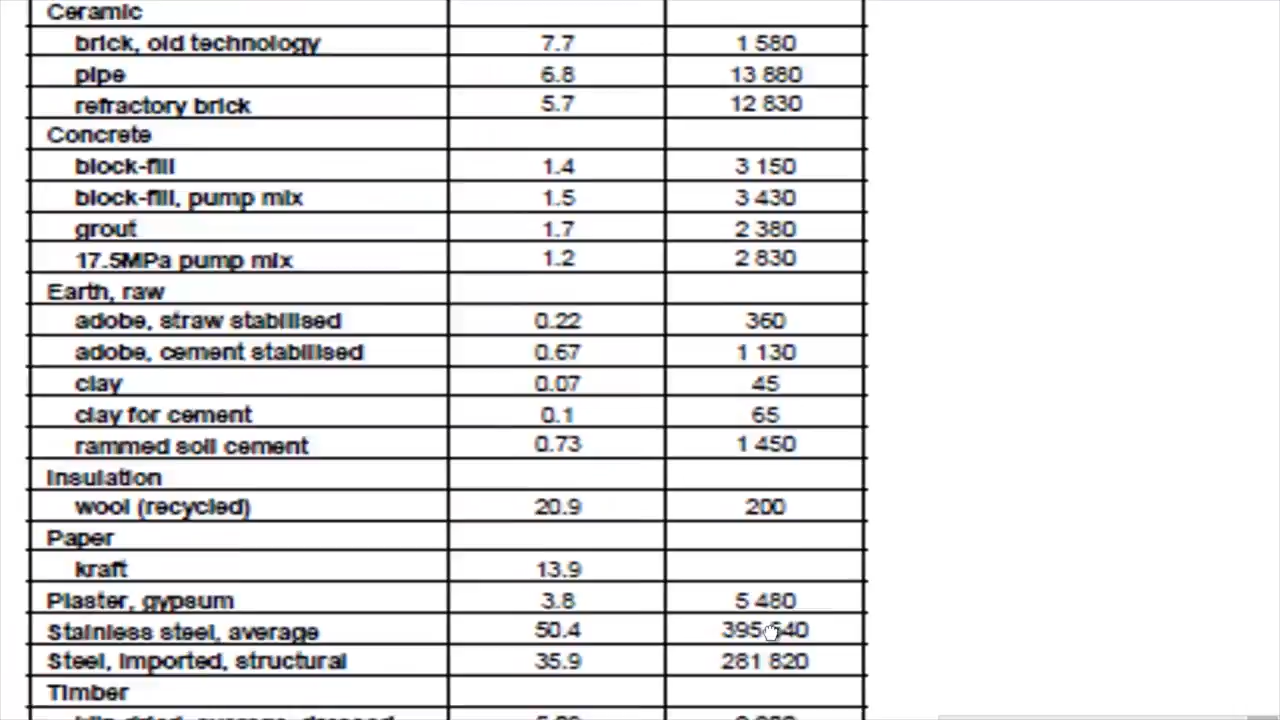 Ceramic
brick, old technology 7.7 1 580
pipe 6.8 13 880
refractory brick 5.7 12 830
Concrete
block-fill 1.4 3 150
block-fill, pump mix 1.5 3 430
grout 1.7 2 380
17.5MPa pump mix 1.2 2 830
Earth, raw
adobe, straw stabilised 0.22 360
adobe, cement stabilised 0.67 1 130
clay 0.07 45
clay for cement 0.1 65
rammed soil cement 0.73 1 450
Insulation
wool (recycled) 20.9 200
Paper
kraft 13.9
Plaster, gypsum 3.8 5 480
Stainless steel, average 50.4
Steel, imported, structural 35.9 281 820
Timber